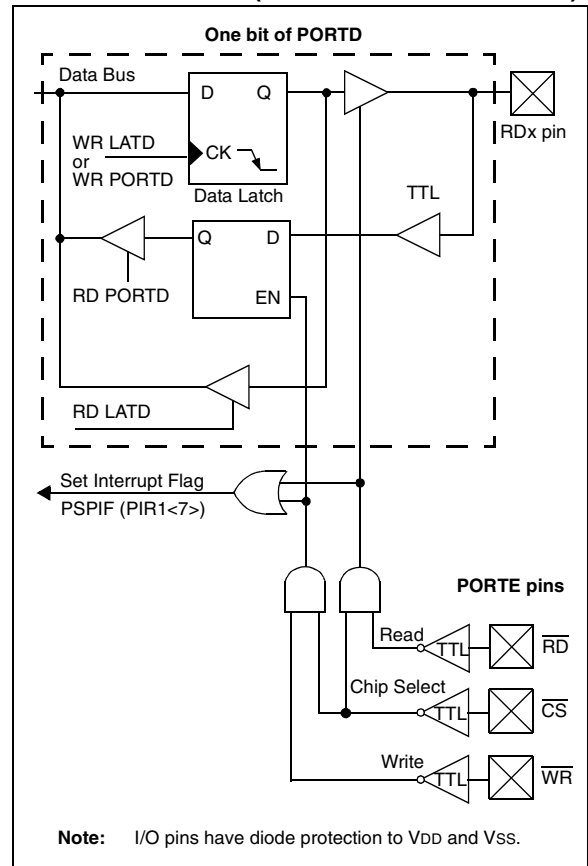 One bit of PORTD
Data Bus
D Q
RDx pin
WR LATD
or
WR PORTD
CK
Data Latch
TTL
Q D
EN
RD PORTD
RD LATD
Set Interrupt Flag
PSPIF (PIR1<7>)
PORTE pins
Read
TTL
RD
Chip Select
TTL
CS
Write
TTL
WR
Note: I/O pins have diode protection to VDD and VSS.